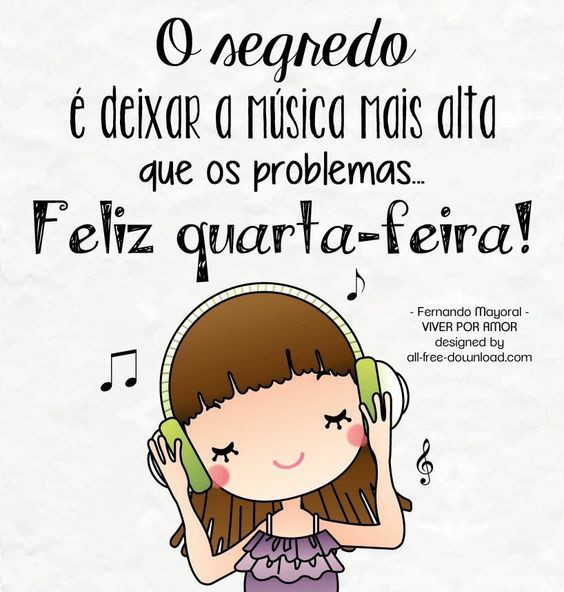 O segredo
é deixar a música mais alta
que os problemas...
Feliz quarta-feira!
- Fernando Mayoral -
VIVER POR AMOR
designed by
all-free-download.com